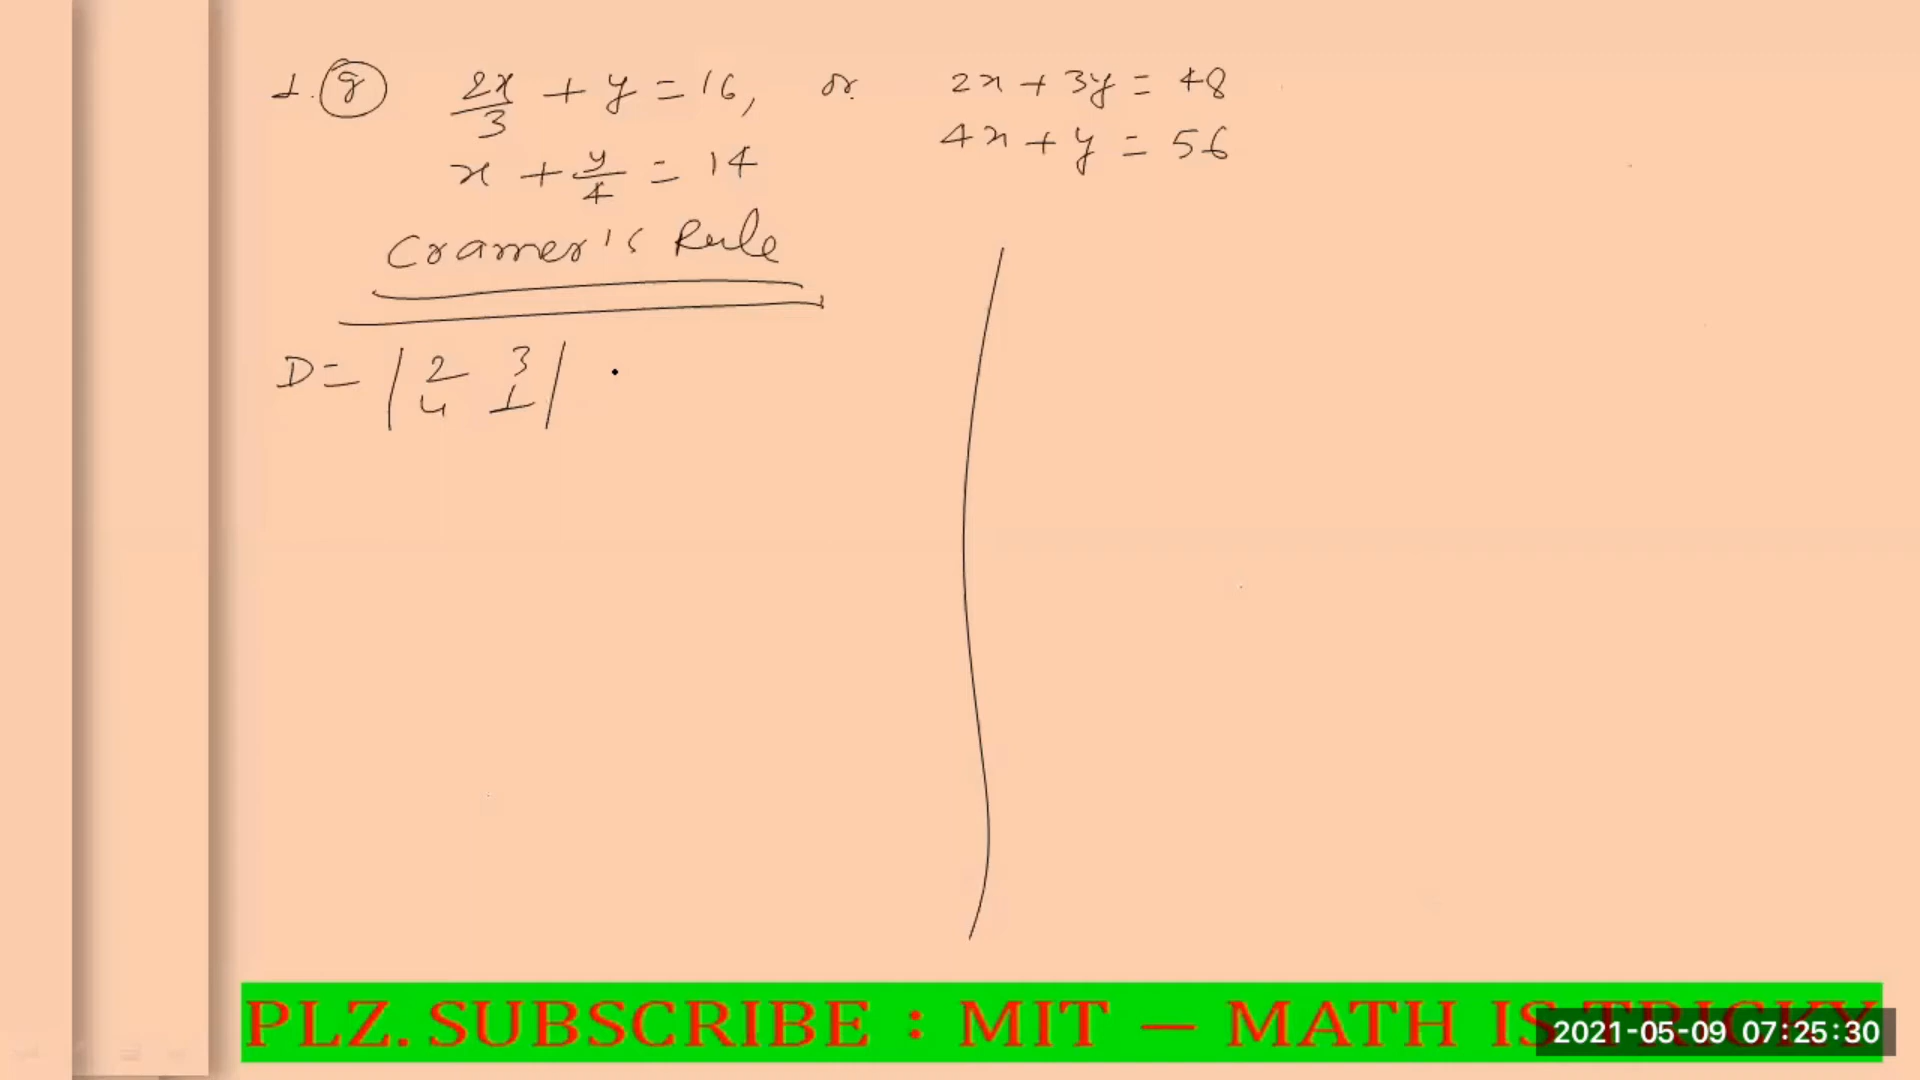 1. g 2x/3 + y = 16, or 2x + 3y = 48
x + y/4 = 14 4x + y = 56
Cramer's Rule
D = | 2 3 |
| 4 1 |
PLZ. SUBSCRIBE : MIT – MATH IS TRICKY
2021-05-09 07:25:30